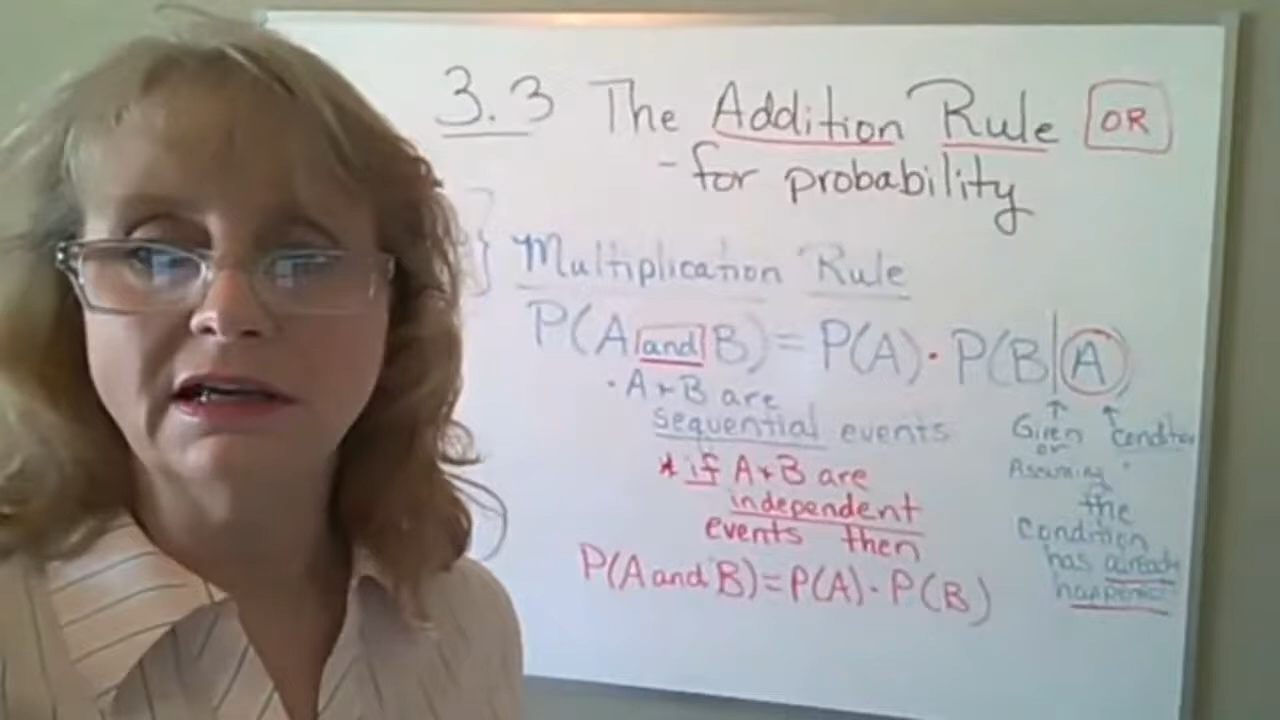 3.3 The Addition Rule OR
- for probability
Multiplication Rule
P(A and B) = P(A) · P(B|A)
· A + B are
sequential events
* if A + B are
independent
events then
P(A and B) = P(A) · P(B)
↑ ↑
Given
or
Assuming
the
condition
has already
happened